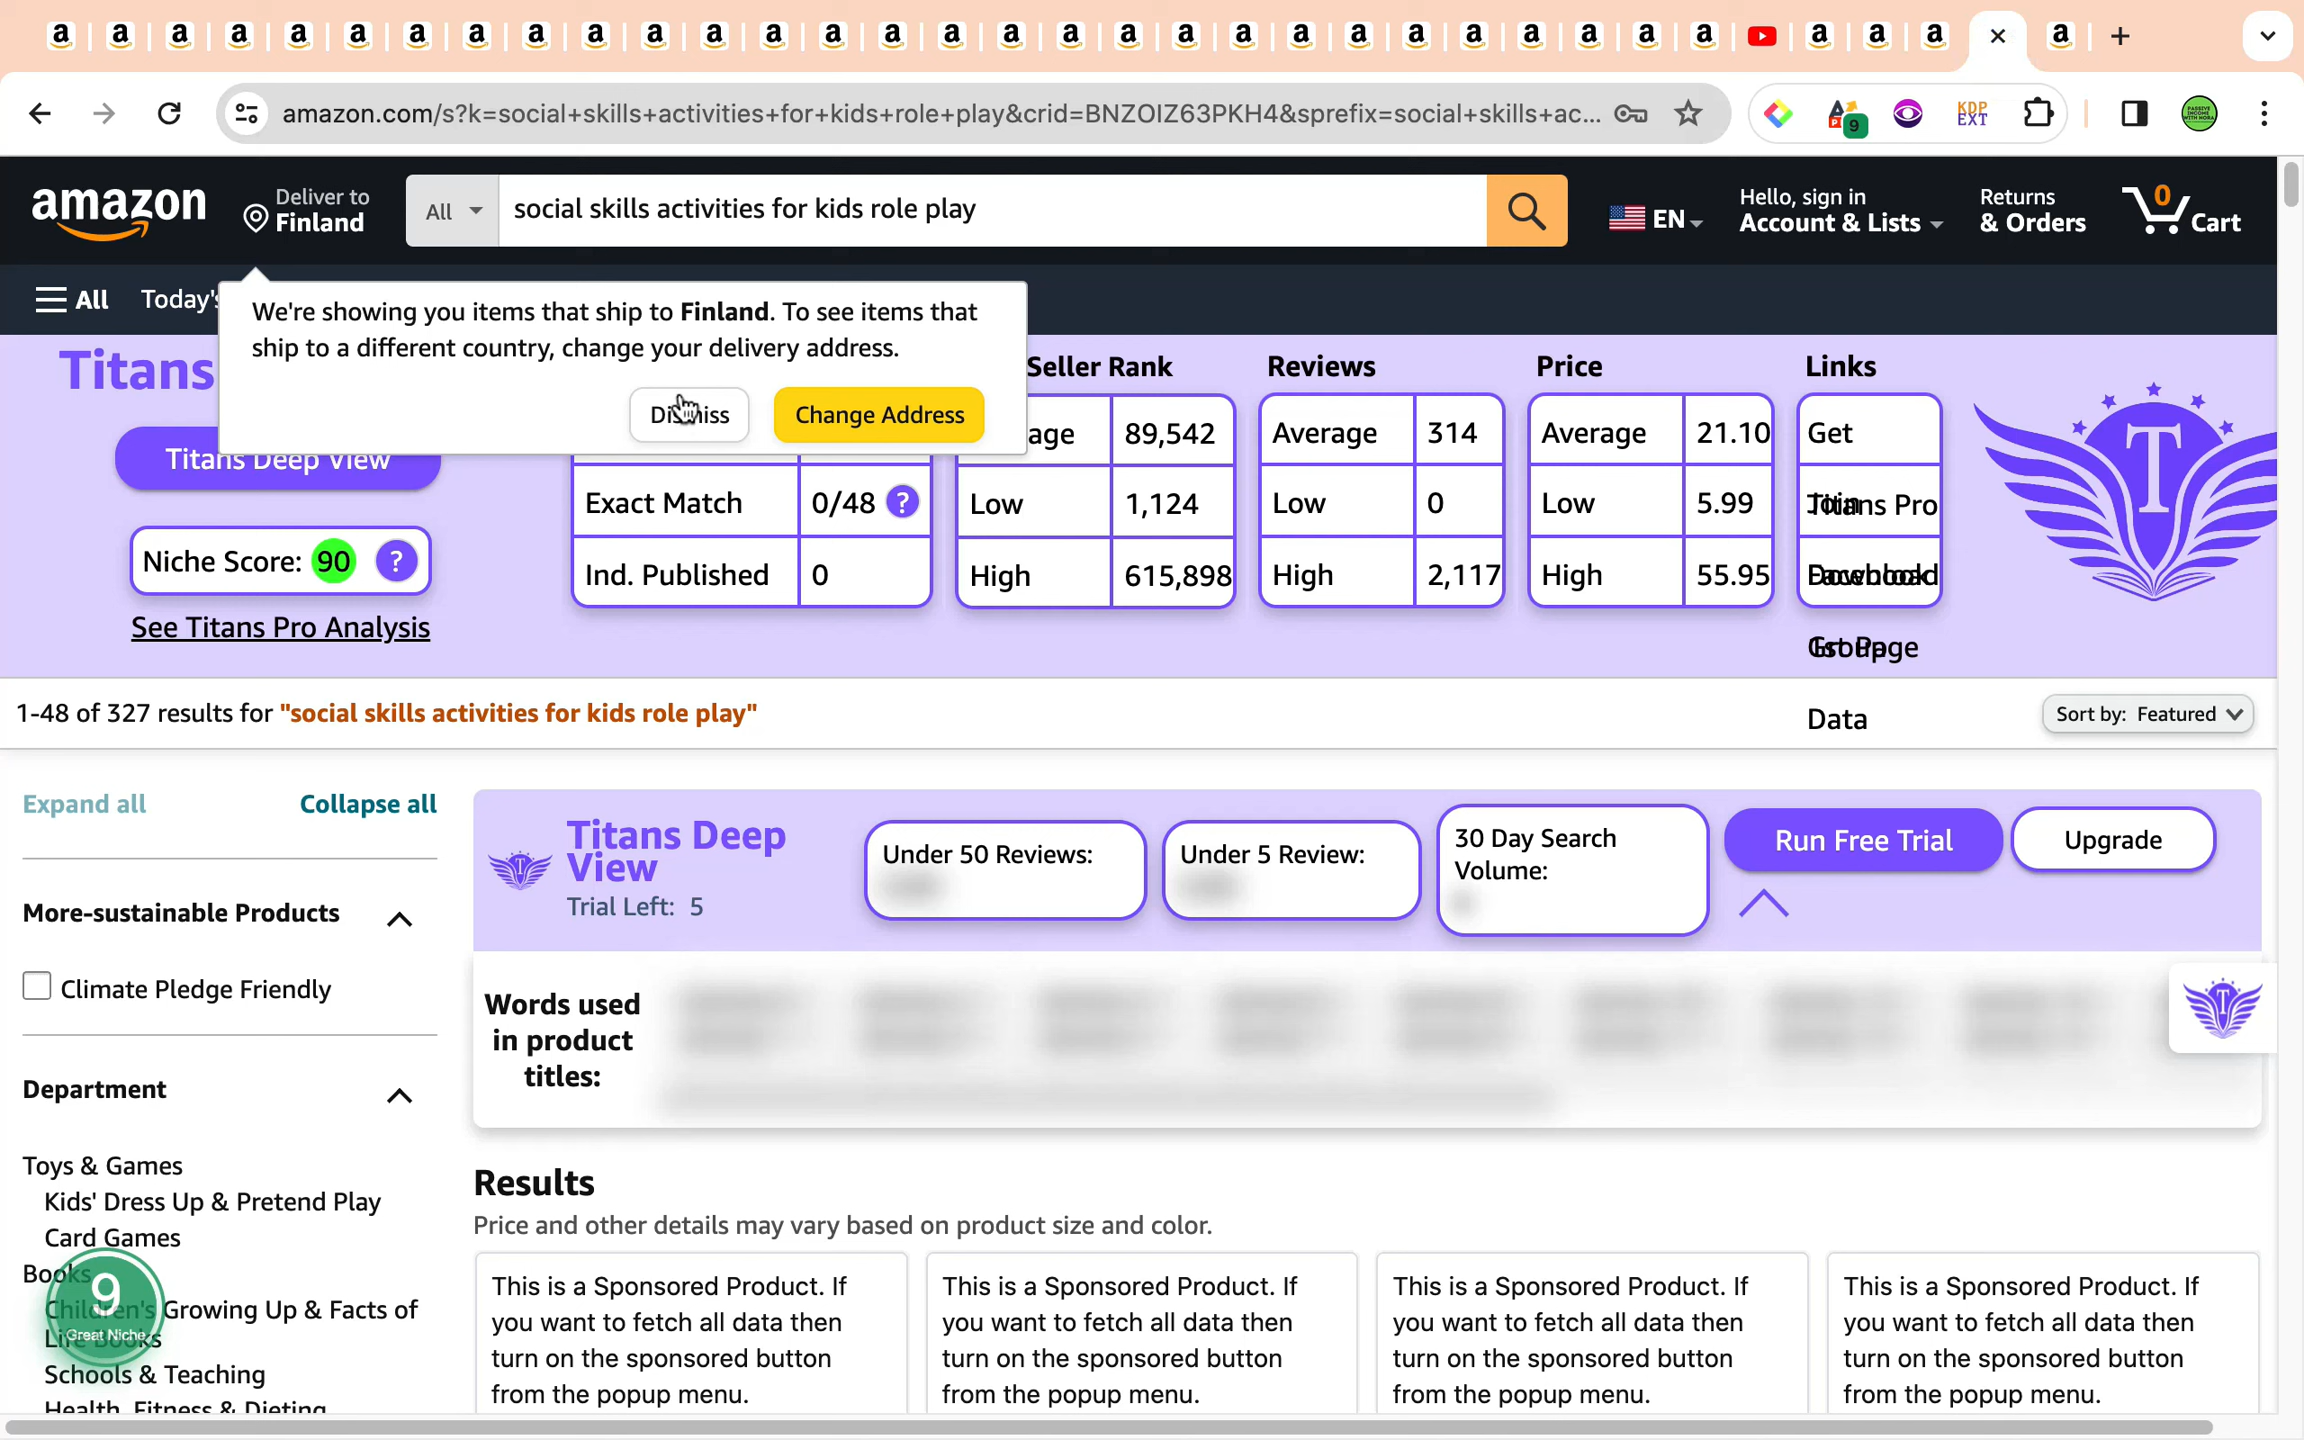 amazon.com/s?k=social+skills+activities+for+kids+role+play&crid=BNZOIZ63PKH4&sprefix=social+skills+ac...
9
KDP
EXT
amazon
Deliver to
Finland
All
social skills activities for kids role play
EN
Hello, sign in
Account & Lists
Returns
& Orders
0
Cart
All
Today's
We're showing you items that ship to Finland. To see items that
ship to a different country, change your delivery address.
Dismiss
Change Address
Titans
Titans Deep View
Niche Score: 90 ?
See Titans Pro Analysis
Exact Match 0/48 ?
Ind. Published 0
Seller Rank
age 89,542
Low 1,124
High 615,898
Reviews
Average 314
Low 0
High 2,117
Price
Average 21.10
Low 5.99
High 55.95
Links
Get
Titans Pro
Join
Facebook
Group
Download
1st Page
Data
T
1-48 of 327 results for "social skills activities for kids role play"
Sort by: Featured
Expand all
Collapse all
More-sustainable Products
Climate Pledge Friendly
Department
Toys & Games
Kids' Dress Up & Pretend Play
Card Games
Books
Children's Growing Up & Facts of
Life Books
Schools & Teaching
Health, Fitness & Dieting
9
Great Niche
Titans Deep
View
Trial Left: 5
Under 50 Reviews:
Under 5 Review:
30 Day Search
Volume:
Run Free Trial
Upgrade
Words used
in product
titles:
T
Results
Price and other details may vary based on product size and color.
This is a Sponsored Product. If
you want to fetch all data then
turn on the sponsored button
from the popup menu.
This is a Sponsored Product. If
you want to fetch all data then
turn on the sponsored button
from the popup menu.
This is a Sponsored Product. If
you want to fetch all data then
turn on the sponsored button
from the popup menu.
This is a Sponsored Product. If
you want to fetch all data then
turn on the sponsored button
from the popup menu.